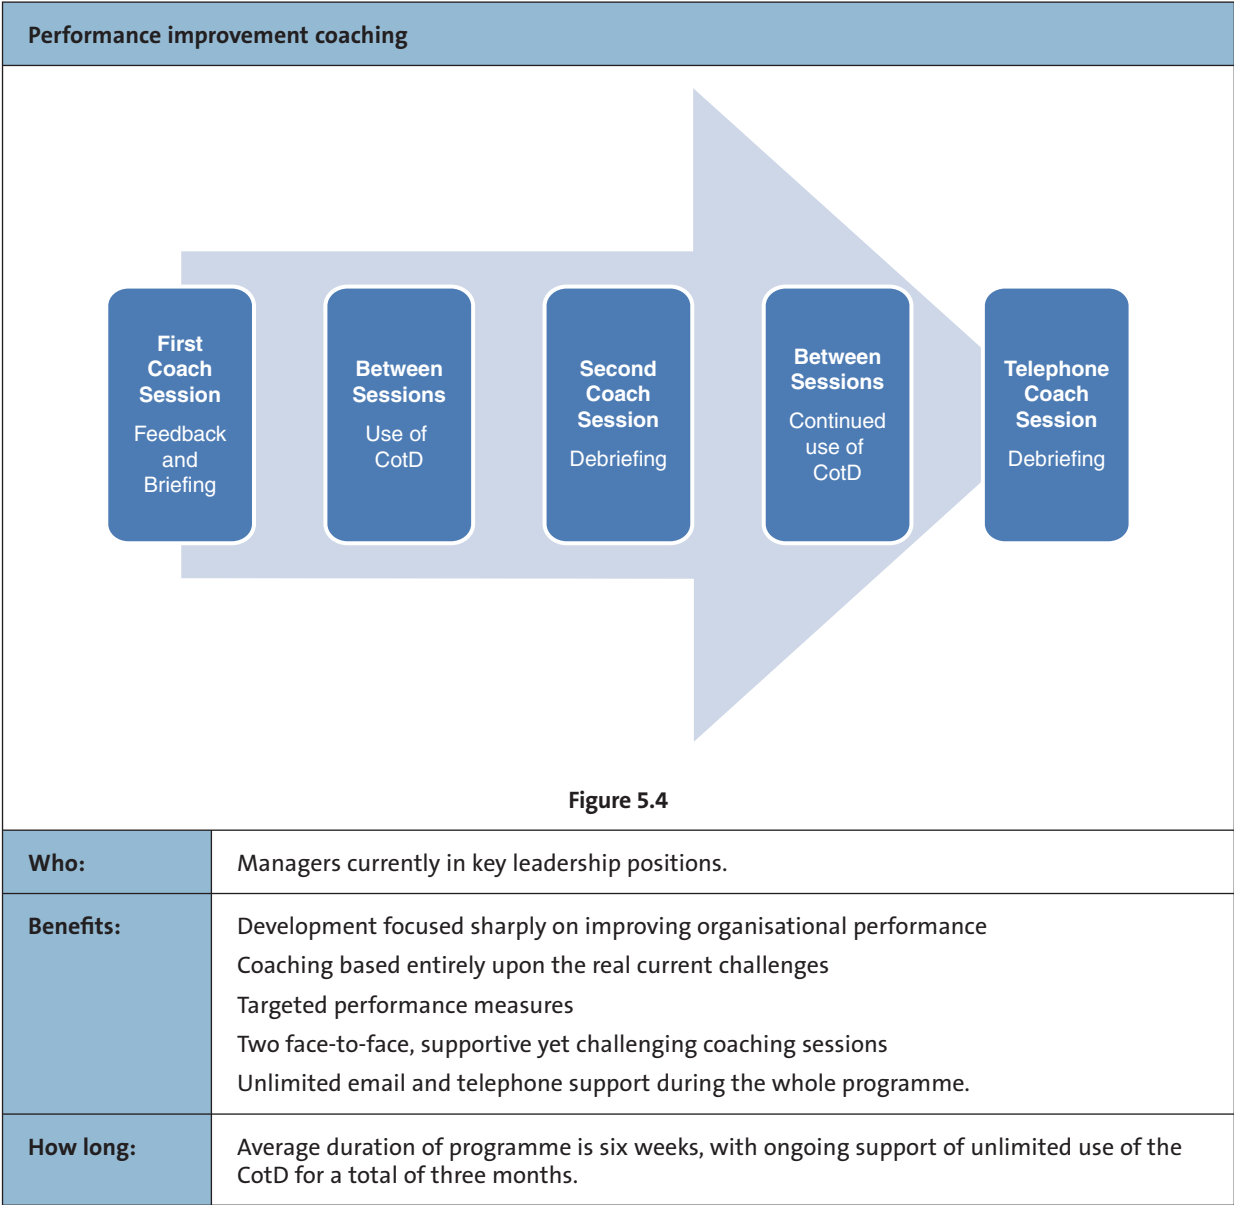 Performance improvement coaching
First
Coach
Session
Feedback
and
Briefing
Between
Sessions
Use of
CotD
Second
Coach
Session
Debriefing
Between
Sessions
Continued
use of
CotD
Telephone
Coach
Session
Debriefing
Figure 5.4
Who:
Managers currently in key leadership positions.
Benefits:
Development focused sharply on improving organisational performance
Coaching based entirely upon the real current challenges
Targeted performance measures
Two face-to-face, supportive yet challenging coaching sessions
Unlimited email and telephone support during the whole programme.
How long:
Average duration of programme is six weeks, with ongoing support of unlimited use of the
CotD for a total of three months.